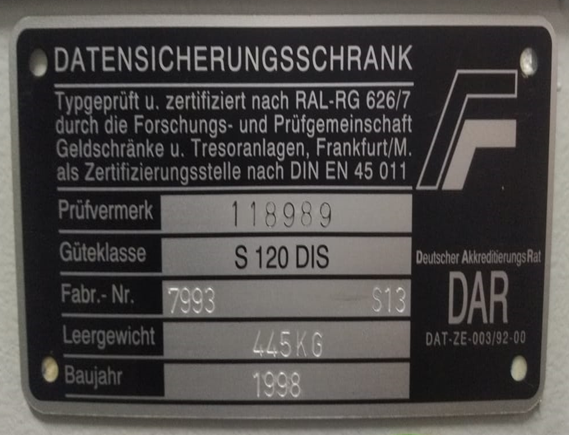 DATENSICHERUNGSSCHRANK
Typgeprüft u. zertifiziert nach RAL-RG 626/7
durch die Forschungs- und Prüfgemeinschaft
Geldschränke u. Tresoranlagen, Frankfurt/M.
als Zertifizierungsstelle nach DIN EN 45 011
Prüfvermerk 118989
Güteklasse S 120 DIS
Fabr.- Nr. 7993 S13
Leergewicht 445KG
Baujahr 1998
F
Deutscher AkkreditierungsRat
DAR
DAT-ZE-003/92-00